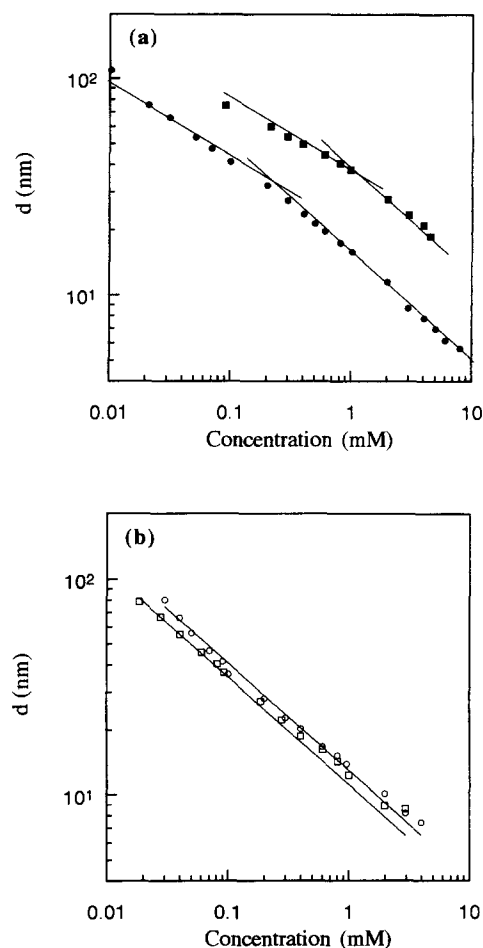 (a)
10²
d (nm)
10¹
0.01 0.1 1 10
Concentration (mM)
(b)
10²
d (nm)
10¹
0.01 0.1 1 10
Concentration (mM)